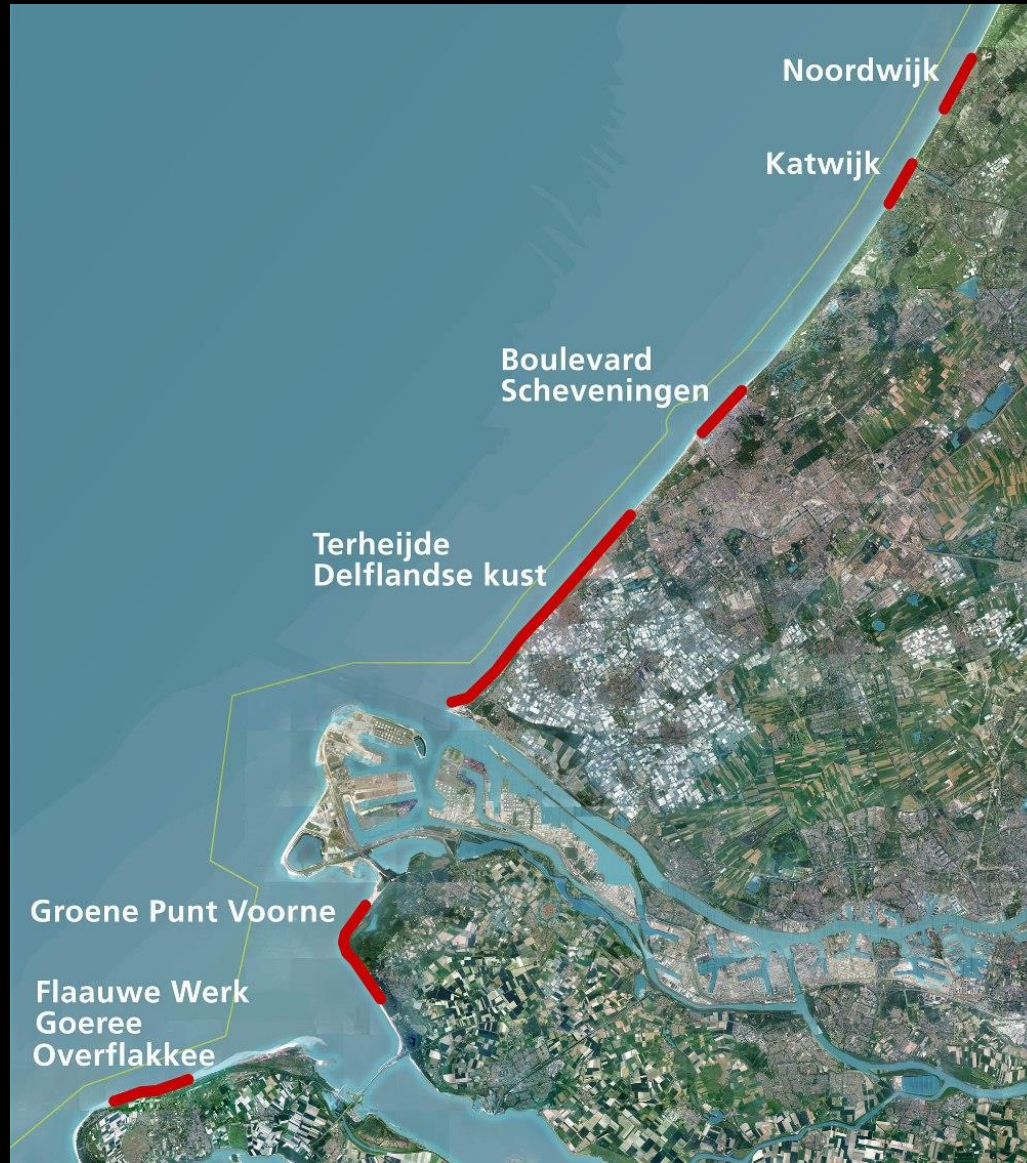 Noordwijk
Katwijk
Boulevard
Scheveningen
Terheijde
Delflandse kust
Groene Punt Voorne
Flaauwe Werk
Goeree
Overflakkee